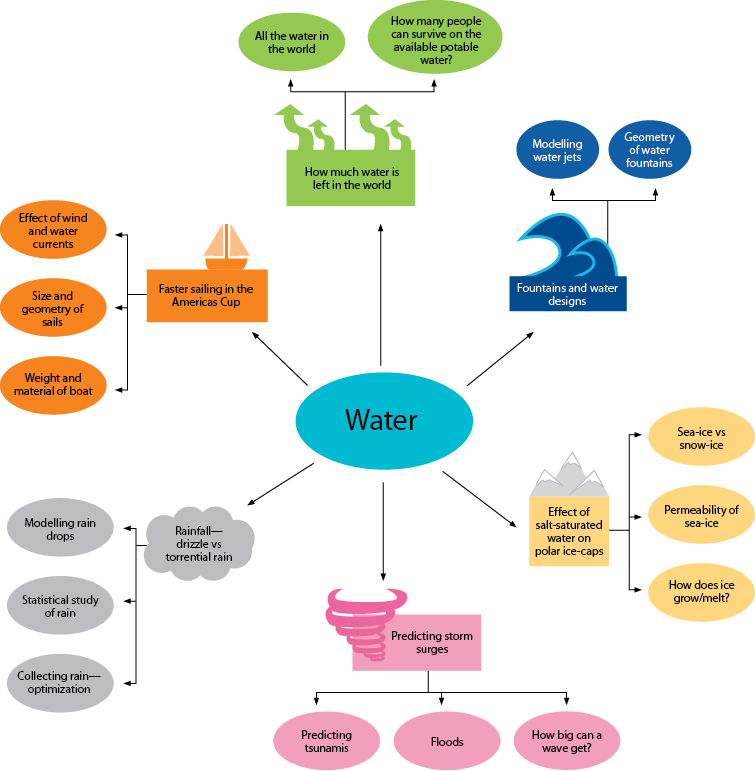 All the water in
the world
How many people
can survive on the
available potable
water?
How much water is
left in the world
Modelling
water jets
Geometry
of water
fountains
Fountains and water
designs
Effect of wind
and water
currents
Size and
geometry of
sails
Weight and
material of boat
Faster sailing in the
Americas Cup
Water
Sea-ice vs
snow-ice
Permeability of
sea-ice
How does ice
grow/melt?
Effect of
salt-saturated
water on
polar ice-caps
Modelling rain
drops
Statistical study
of rain
Collecting rain—
optimization
Rainfall—
drizzle vs
torrential rain
Predicting storm
surges
Predicting
tsunamis
Floods
How big can a
wave get?